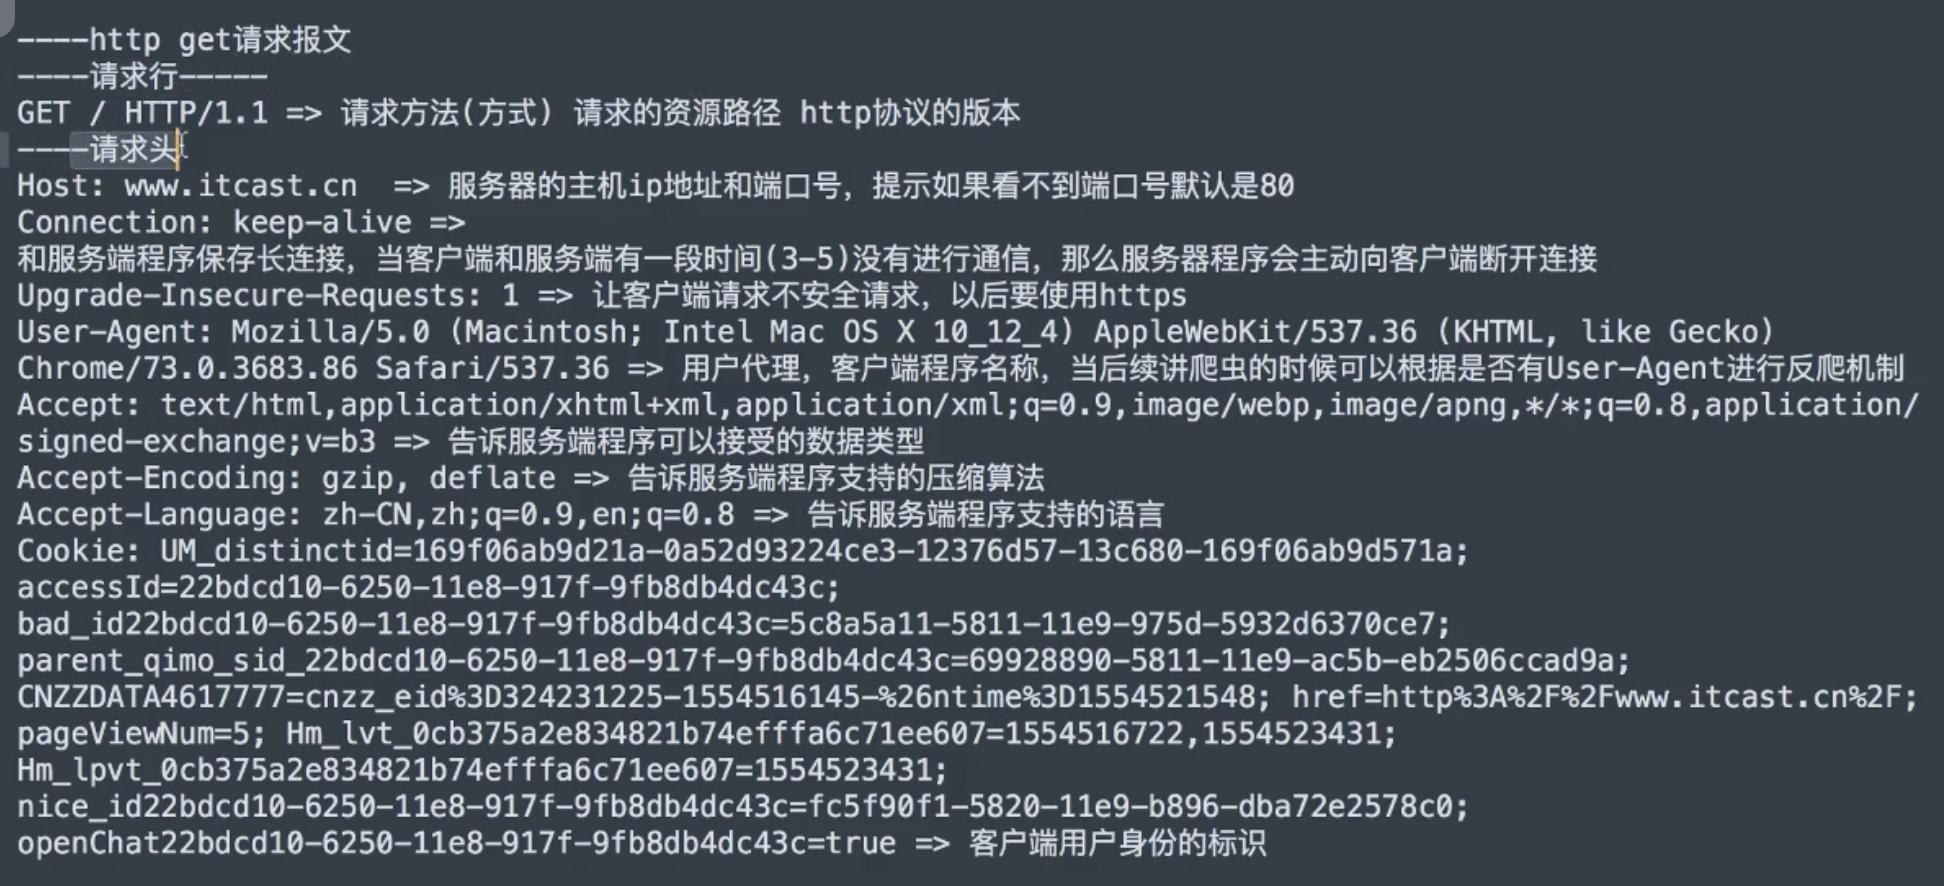 ----http get请求报文
----请求行-----
GET / HTTP/1.1 => 请求方法(方式) 请求的资源路径 http协议的版本
----请求头
Host: www.itcast.cn  => 服务器的主机ip地址和端口号，提示如果看不到端口号默认是80
Connection: keep-alive =>
和服务端程序保存长连接，当客户端和服务端有一段时间(3-5)没有进行通信，那么服务器程序会主动向客户端断开连接
Upgrade-Insecure-Requests: 1 => 让客户端请求不安全请求，以后要使用https
User-Agent: Mozilla/5.0 (Macintosh; Intel Mac OS X 10_12_4) AppleWebKit/537.36 (KHTML, like Gecko)
Chrome/73.0.3683.86 Safari/537.36 => 用户代理，客户端程序名称，当后续讲爬虫的时候可以根据是否有User-Agent进行反爬机制
Accept: text/html,application/xhtml+xml,application/xml;q=0.9,image/webp,image/apng,*/*;q=0.8,application/
signed-exchange;v=b3 => 告诉服务端程序可以接受的数据类型
Accept-Encoding: gzip, deflate => 告诉服务端程序支持的压缩算法
Accept-Language: zh-CN,zh;q=0.9,en;q=0.8 => 告诉服务端程序支持的语言
Cookie: UM_distinctid=169f06ab9d21a-0a52d93224ce3-12376d57-13c680-169f06ab9d571a;
accessId=22bdcd10-6250-11e8-917f-9fb8db4dc43c;
bad_id22bdcd10-6250-11e8-917f-9fb8db4dc43c=5c8a5a11-5811-11e9-975d-5932d6370ce7;
parent_qimo_sid_22bdcd10-6250-11e8-917f-9fb8db4dc43c=69928890-5811-11e9-ac5b-eb2506ccad9a;
CNZZDATA4617777=cnzz_eid%3D324231225-1554516145-%26ntime%3D1554521548; href=http%3A%2F%2Fwww.itcast.cn%2F;
pageViewNum=5; Hm_lvt_0cb375a2e834821b74efffa6c71ee607=1554516722,1554523431;
Hm_lpvt_0cb375a2e834821b74efffa6c71ee607=1554523431;
nice_id22bdcd10-6250-11e8-917f-9fb8db4dc43c=fc5f90f1-5820-11e9-b896-dba72e2578c0;
openChat22bdcd10-6250-11e8-917f-9fb8db4dc43c=true => 客户端用户身份的标识